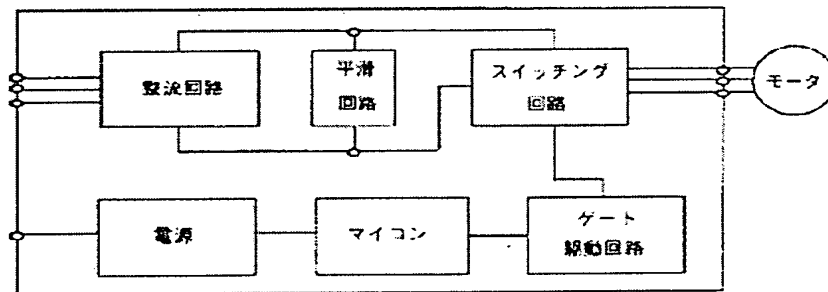 整流回路
平滑
回路
スイッチング
回路
モータ
電源
マイコン
ゲート
駆動回路